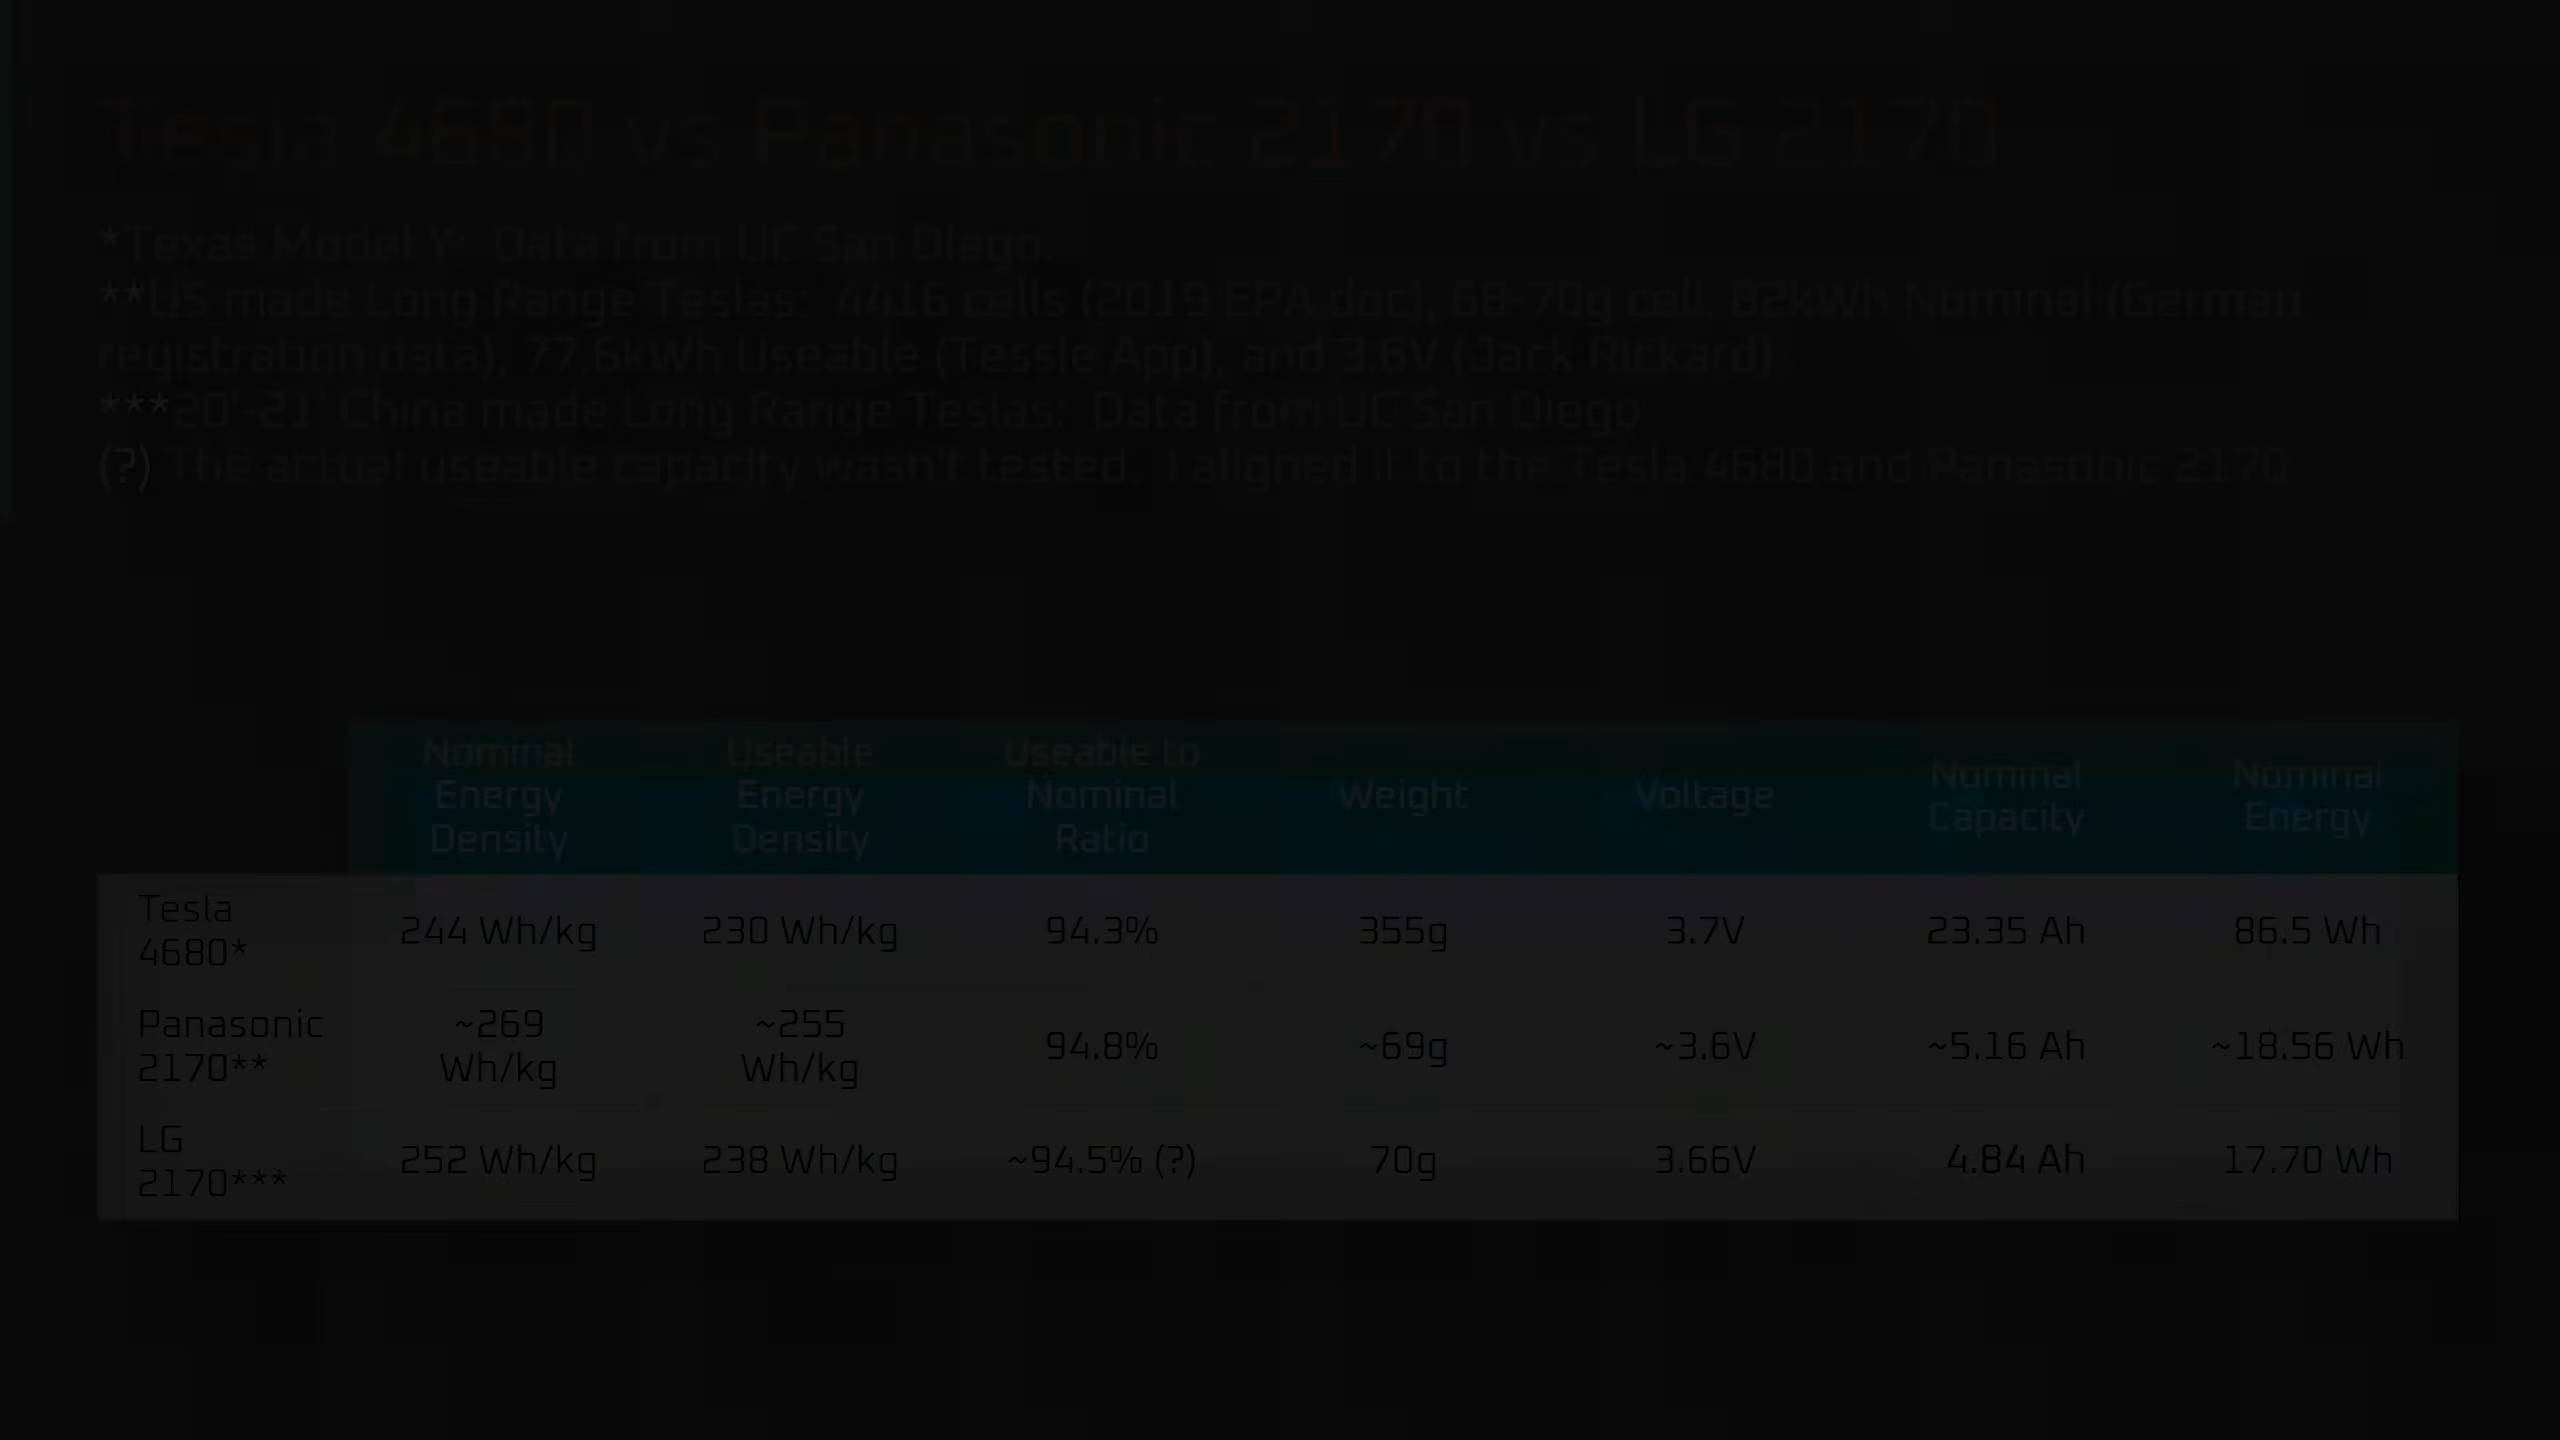 Tesla 4680 vs Panasonic 2170 vs LG 2170
*Texas Model Y: Data from UC San Diego.
**US made Long Range Teslas: 4416 cells (2019 EPA doc), 68-70g cell, 82kWh Nominal (German
registration data), 77.6kWh Useable (Tessie App), and 3.6V (Jack Rickard).
***20'-21' China made Long Range Teslas: Data from UC San Diego.
(?) The actual useable capacity wasn't tested. I aligned it to the Tesla 4680 and Panasonic 2170
Nominal Energy Density Useable Energy Density Useable to Nominal Ratio Weight Voltage Nominal Capacity Nominal Energy
Tesla 4680* 244 Wh/kg 230 Wh/kg 94.3% 355g 3.7V 23.35 Ah 86.5 Wh
Panasonic 2170** ~269 Wh/kg ~255 Wh/kg 94.8% ~69g ~3.6V ~5.16 Ah ~18.56 Wh
LG 2170*** 252 Wh/kg 238 Wh/kg ~94.5% (?) 70g 3.66V 4.84 Ah 17.70 Wh